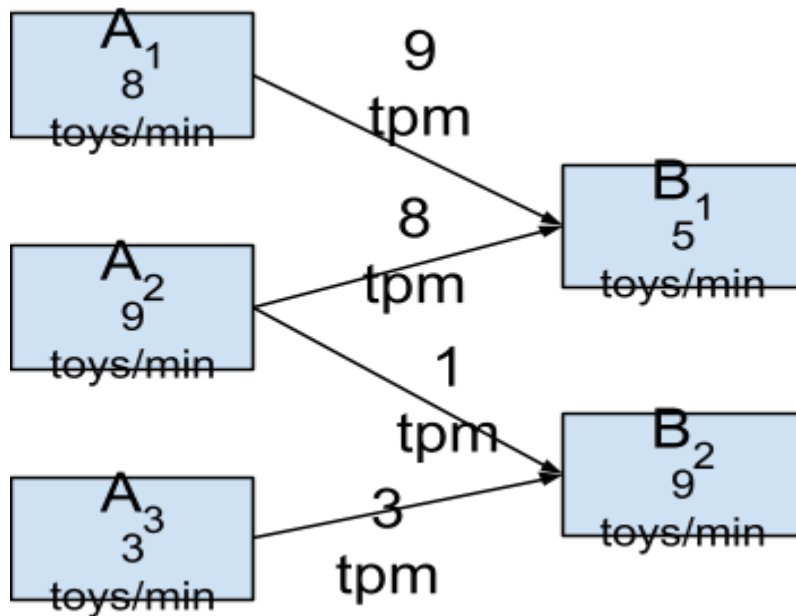 A1
8
toys/min
9
tpm
B1
5
toys/min
8
tpm
A2
9
toys/min
1
tpm
B2
9
toys/min
A3
3
toys/min
3
tpm